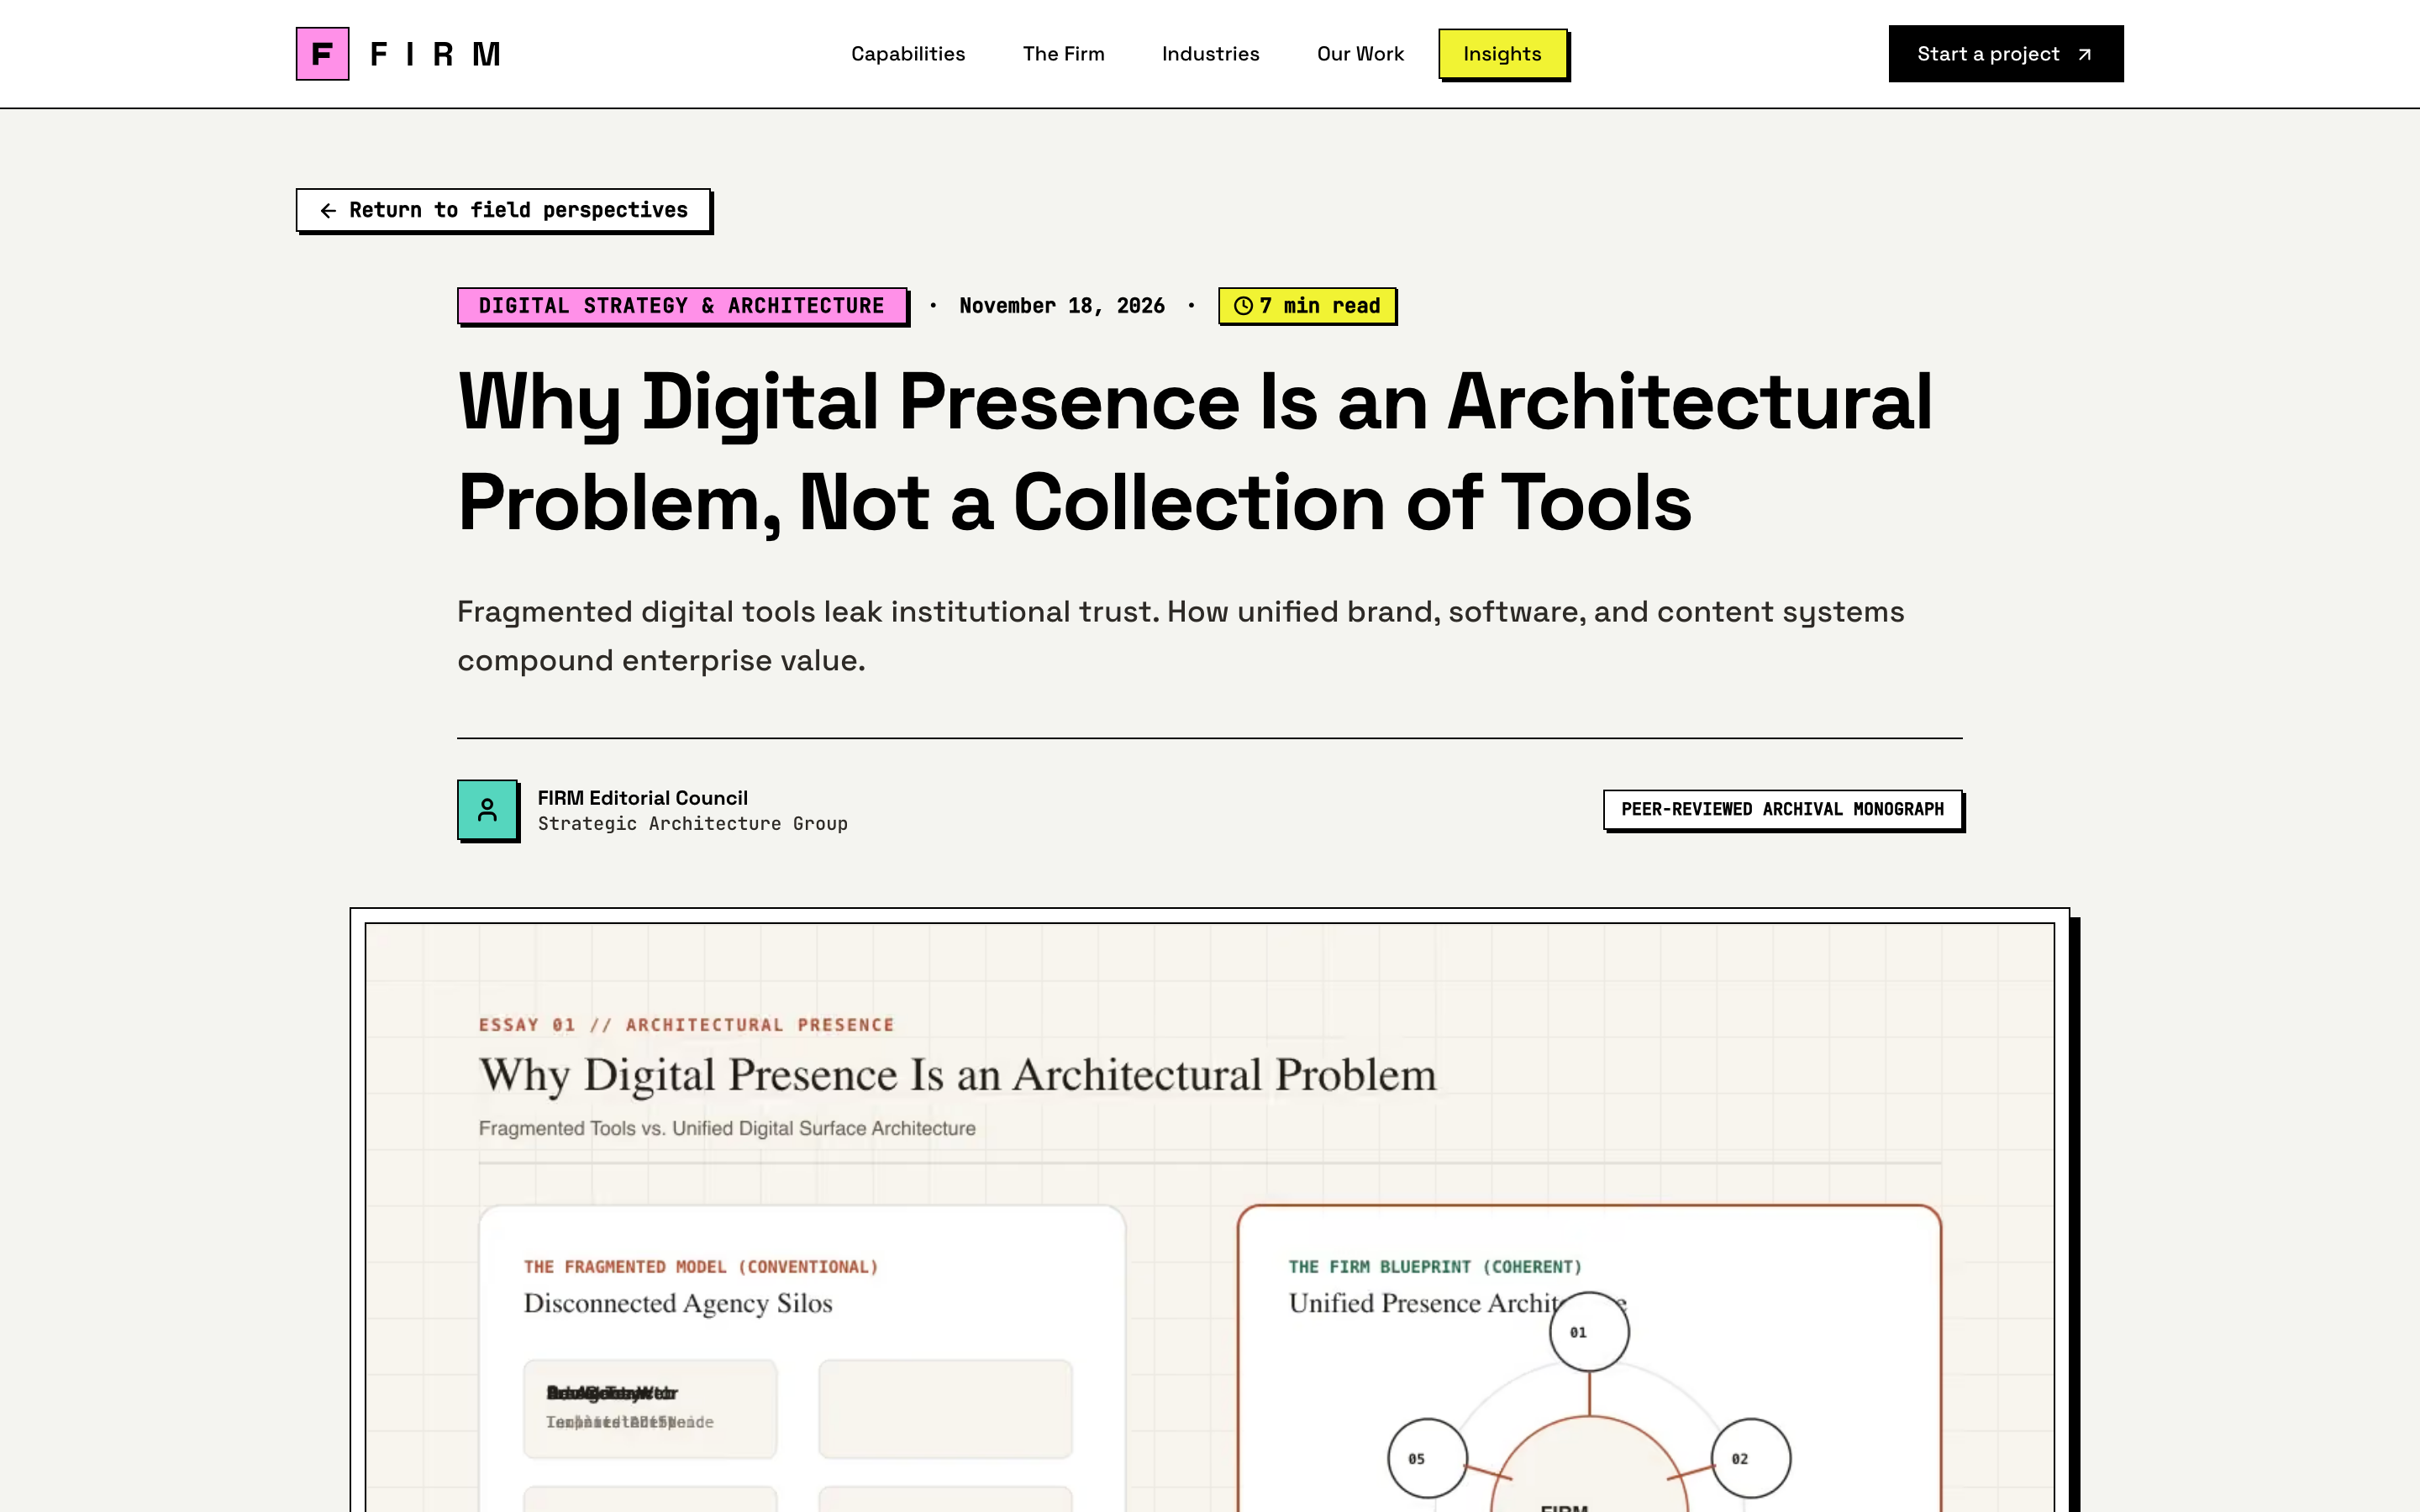 F FIRM
Capabilities The Firm Industries Our Work Insights
Start a project
Return to field perspectives
DIGITAL STRATEGY & ARCHITECTURE • November 18, 2026 • 7 min read
Why Digital Presence Is an Architectural
Problem, Not a Collection of Tools
Fragmented digital tools leak institutional trust. How unified brand, software, and content systems
compound enterprise value.
FIRM Editorial Council
Strategic Architecture Group
PEER-REVIEWED ARCHIVAL MONOGRAPH
ESSAY 01 // ARCHITECTURAL PRESENCE
Why Digital Presence Is an Architectural Problem
Fragmented Tools vs. Unified Digital Surface Architecture
THE FRAGMENTED MODEL (CONVENTIONAL)
Disconnected Agency Silos
THE FIRM BLUEPRINT (COHERENT)
Unified Presence
01
05
02
FIRM